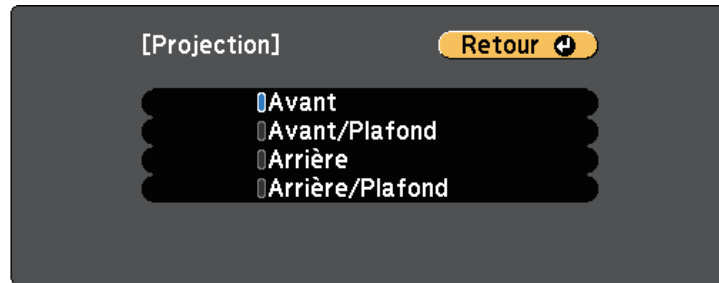 [Projection] Retour
Avant
Avant/Plafond
Arrière
Arrière/Plafond